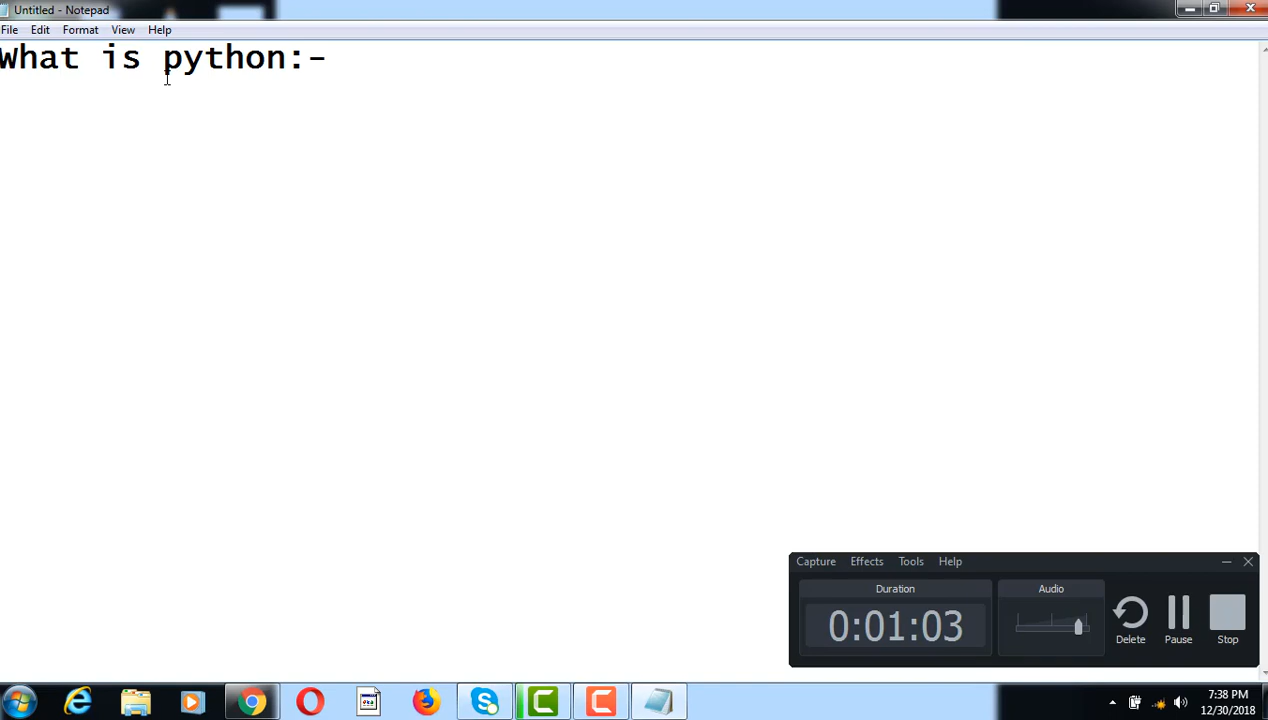 Untitled - Notepad
File Edit Format View Help
What is python:-
Capture Effects Tools Help
Duration Audio
0:01:03
Delete Pause Stop
7:38 PM
12/30/2018